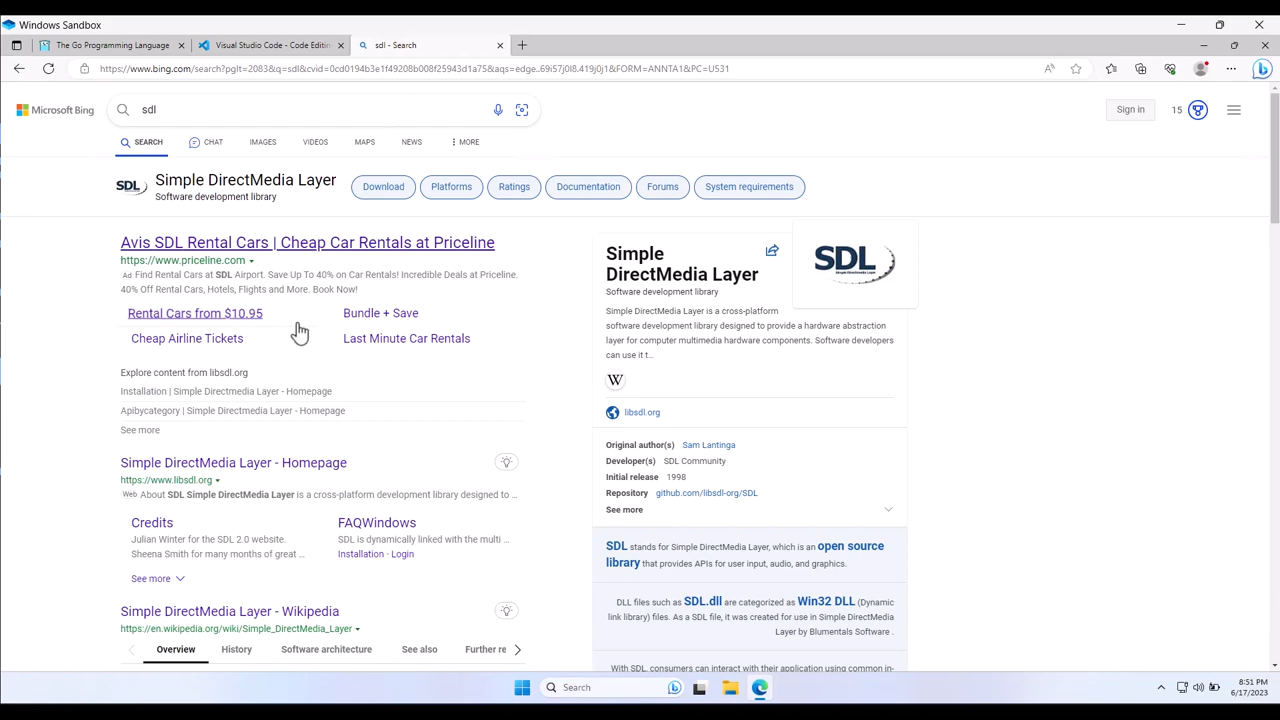 Windows Sandbox
The Go Programming Language
Visual Studio Code - Code Editin
sdl - Search
https://www.bing.com/search?pglt=2083&q=sdl&cvid=0cd0194b3e1f49208b008f25943d1a75&aqs=edge..69i57j0l8.419j0j1&FORM=ANNTA1&PC=U531
Microsoft Bing
sdl
Sign in
15
SEARCH
CHAT
IMAGES
VIDEOS
MAPS
NEWS
MORE
SDL
Simple DirectMedia Layer
Software development library
Download
Platforms
Ratings
Documentation
Forums
System requirements
Avis SDL Rental Cars | Cheap Car Rentals at Priceline
https://www.priceline.com
Ad Find Rental Cars at SDL Airport. Save Up To 40% on Car Rentals! Incredible Deals at Priceline.
40% Off Rental Cars, Hotels, Flights and More. Book Now!
Rental Cars from $10.95
Bundle + Save
Cheap Airline Tickets
Last Minute Car Rentals
Explore content from libsdl.org
Installation | Simple Directmedia Layer - Homepage
Apibycategory | Simple Directmedia Layer - Homepage
See more
Simple DirectMedia Layer - Homepage
https://www.libsdl.org
Web About SDL Simple DirectMedia Layer is a cross-platform development library designed to ...
Credits
Julian Winter for the SDL 2.0 website.
Sheena Smith for many months of great ...
FAQWindows
SDL is dynamically linked with the multi ...
Installation · Login
See more
Simple DirectMedia Layer - Wikipedia
https://en.wikipedia.org/wiki/Simple_DirectMedia_Layer
Overview
History
Software architecture
See also
Further re
Simple
DirectMedia Layer
Software development library
SDL
Simple DirectMedia Layer is a cross-platform
software development library designed to provide a hardware abstraction
layer for computer multimedia hardware components. Software developers
can use it t...
W
libsdl.org
Original author(s) Sam Lantinga
Developer(s) SDL Community
Initial release 1998
Repository github.com/libsdl-org/SDL
See more
SDL stands for Simple DirectMedia Layer, which is an open source
library that provides APIs for user input, audio, and graphics.
DLL files such as SDL.dll are categorized as Win32 DLL (Dynamic
link library) files. As a SDL file, it was created for use in Simple DirectMedia
Layer by Blumentals Software .
With SDL, consumers can interact with their application using common in-
Search
8:51 PM
6/17/2023